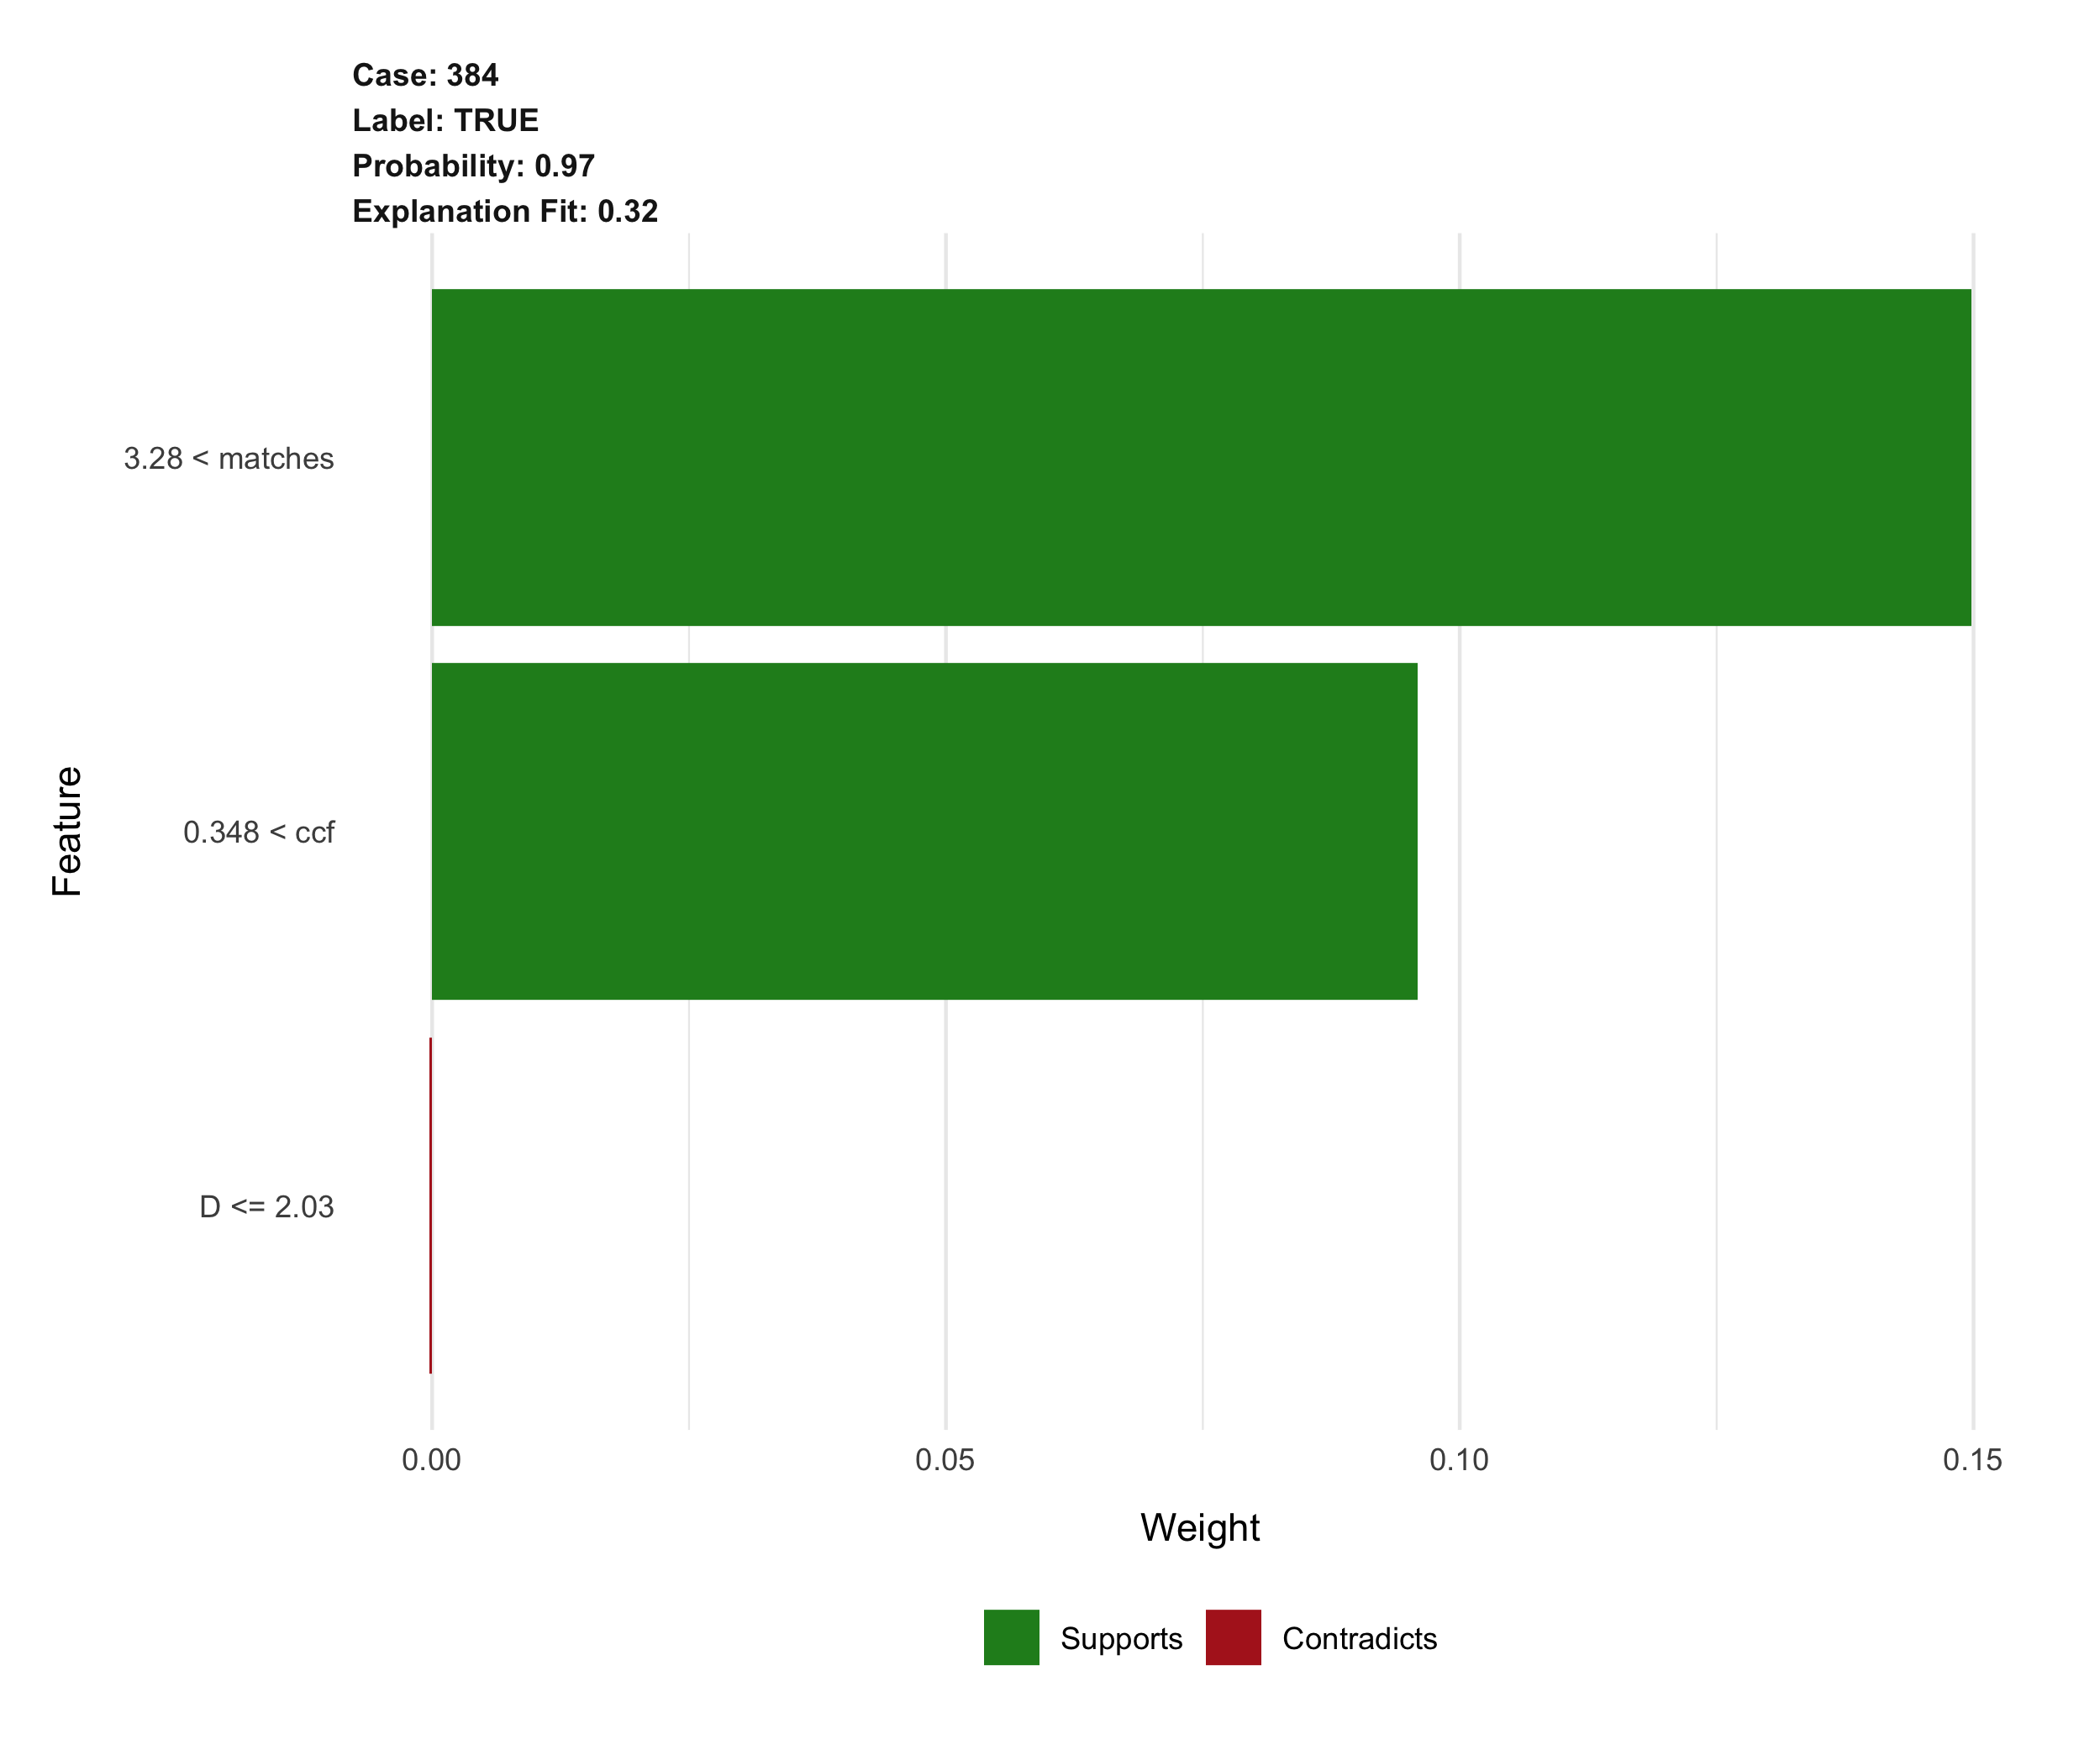 Case: 384
Label: TRUE
Probability: 0.97
Explanation Fit: 0.32
3.28 < matches
0.348 < ccf
D <= 2.03
Feature
0.00 0.05 0.10 0.15
Weight
Supports Contradicts